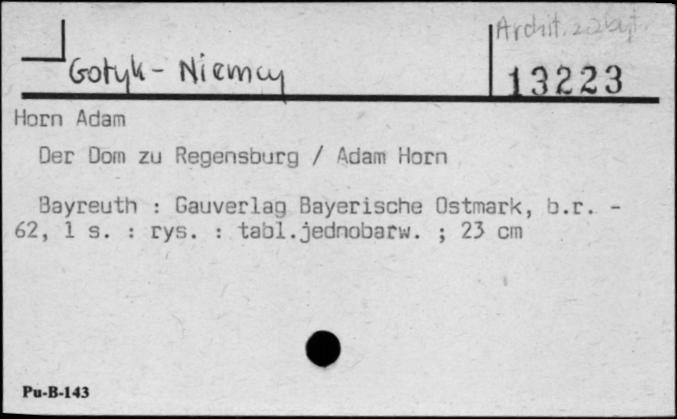 Archit. zabyt.
Gotyk - Niemcy
13223
Horn Adam
Der Dom zu Regensburg / Adam Horn
Bayreuth : Gauverlag Bayerische Ostmark, b.r. -
62, 1 s. : rys. : tabl.jednobarw. ; 23 cm
Pu-B-143